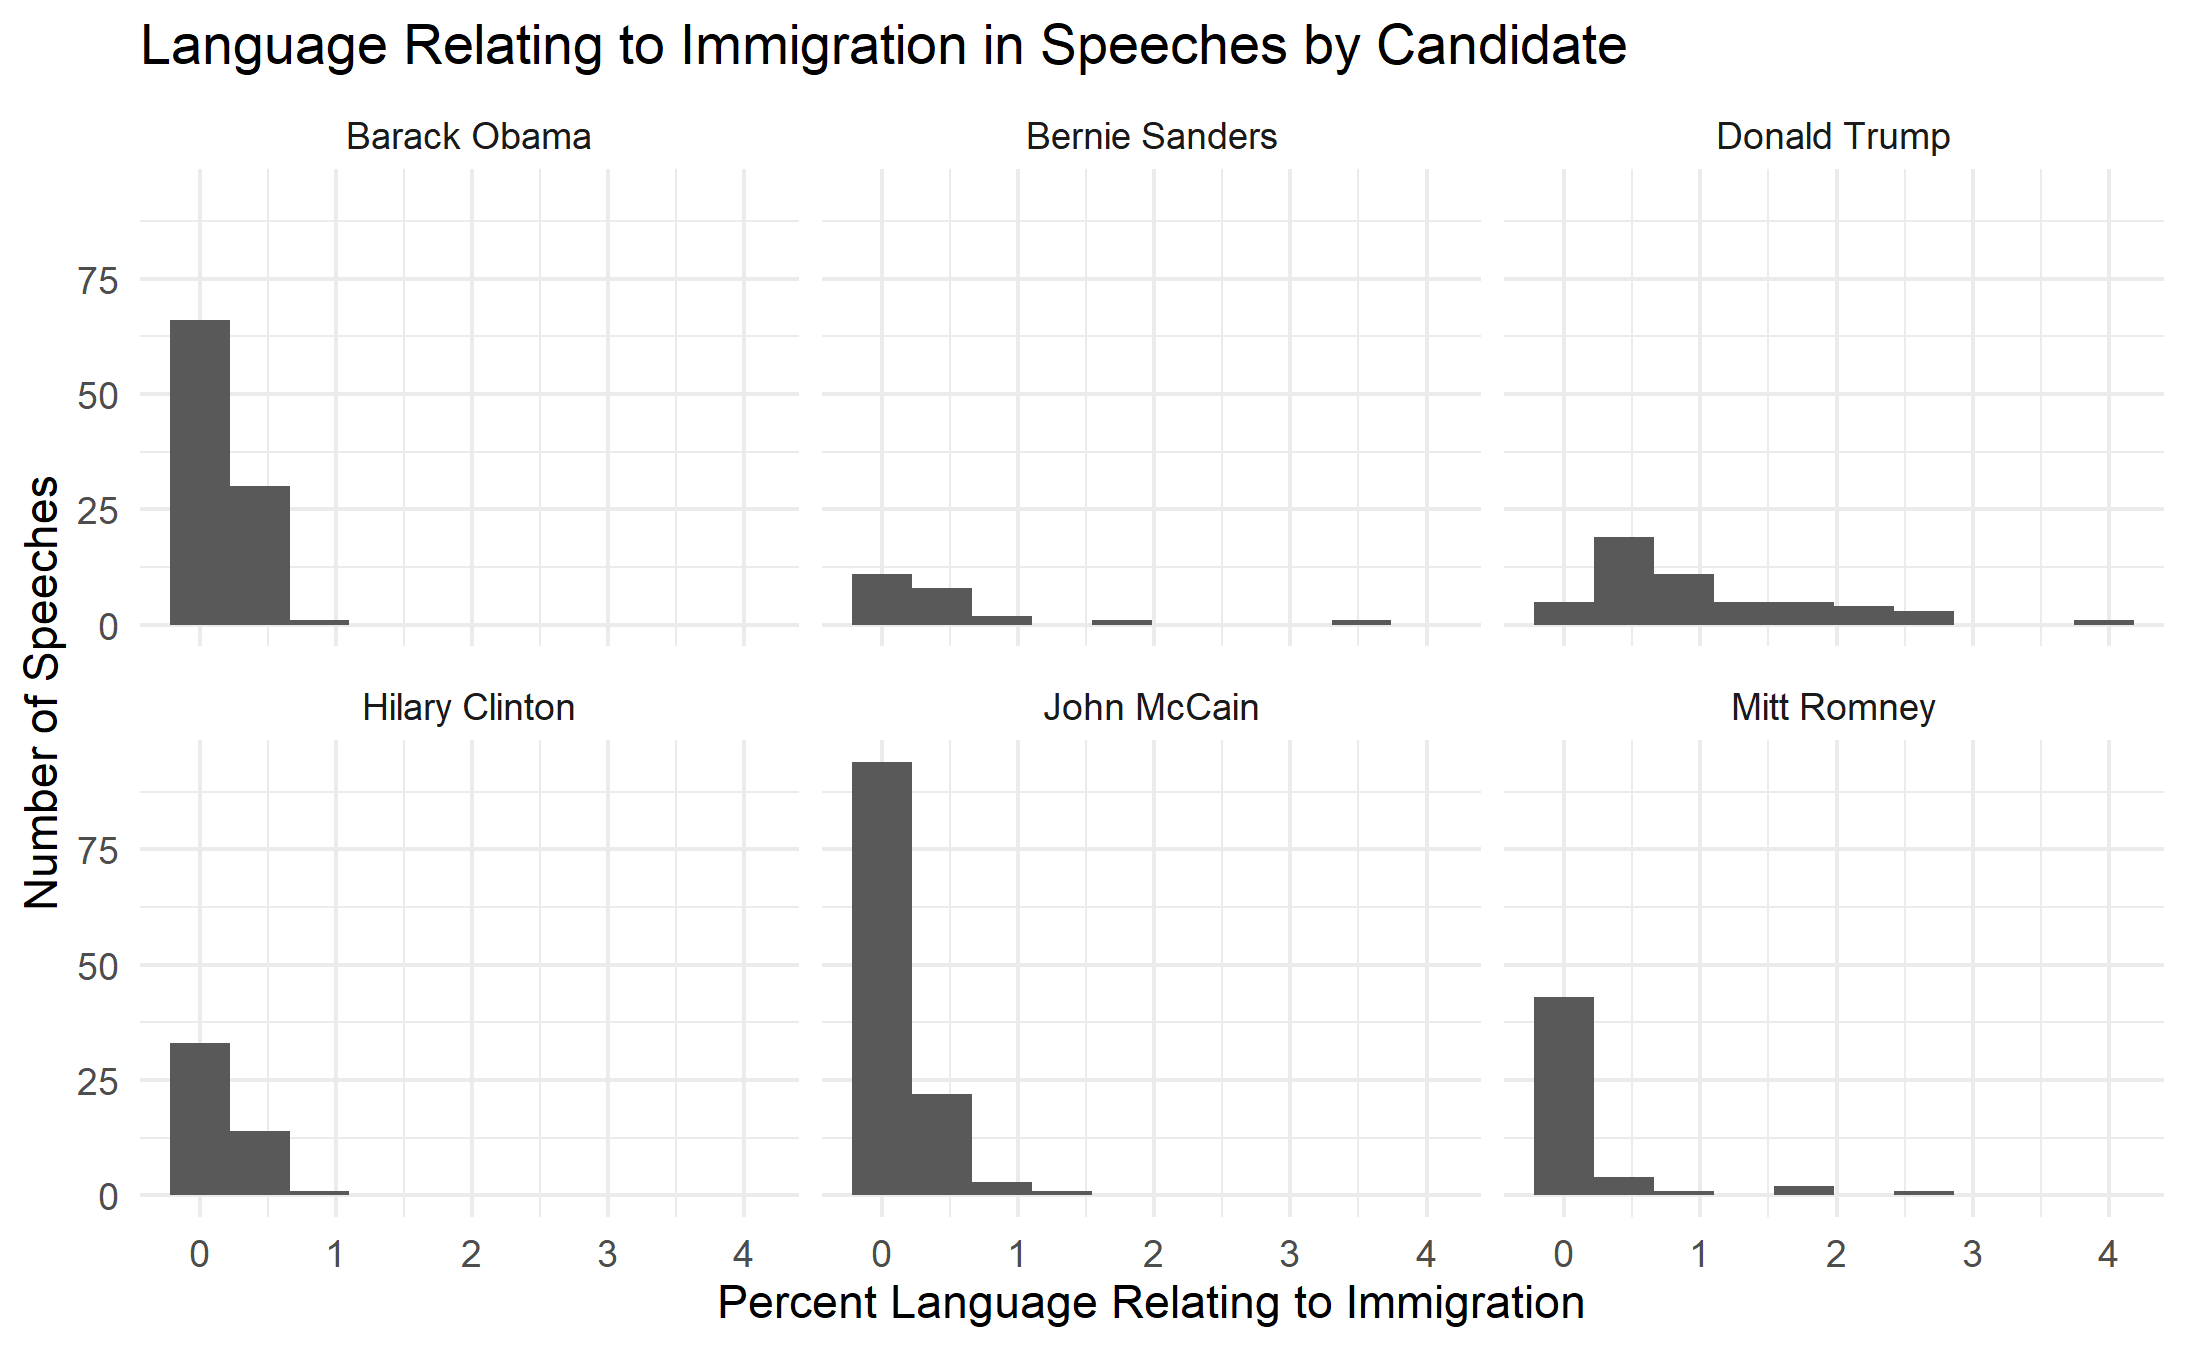 Language Relating to Immigration in Speeches by Candidate
Barack Obama
Bernie Sanders
Donald Trump
75
50
25
0
Hilary Clinton
John McCain
Mitt Romney
75
50
25
0
0 1 2 3 4
0 1 2 3 4
0 1 2 3 4
Number of Speeches
Percent Language Relating to Immigration